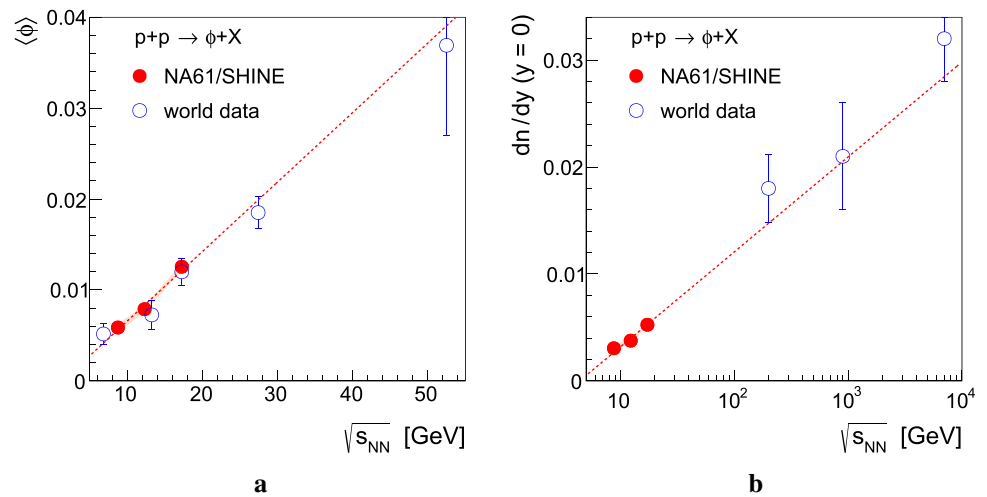 ⟨ϕ⟩
0.04
0.03
0.02
0.01
0
p+p → ϕ+X
NA61/SHINE
world data
10 20 30 40 50
√sNN [GeV]
a
dn/dy (y = 0)
0.03
0.02
0.01
0
p+p → ϕ+X
NA61/SHINE
world data
10 10² 10³ 10⁴
√sNN [GeV]
b